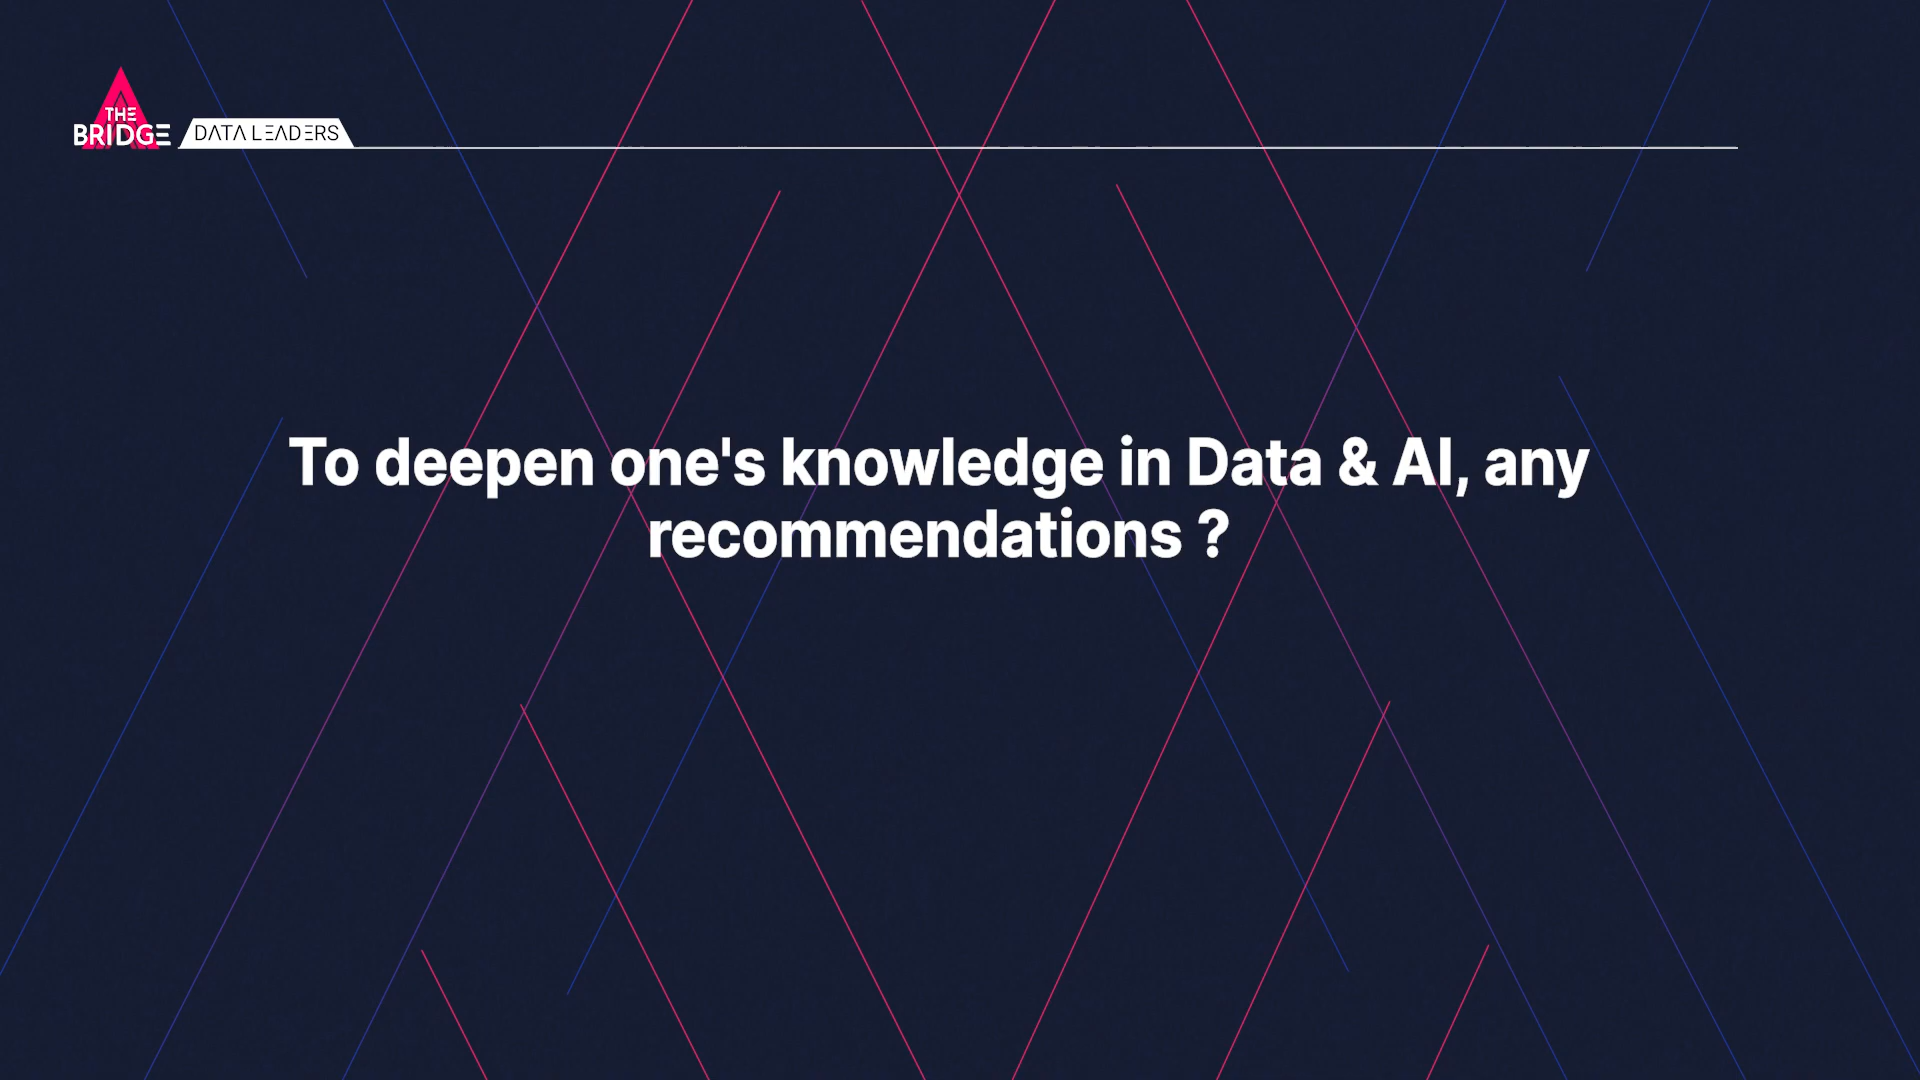 THE
BRIDGE
DATA LEADERS
To deepen one's knowledge in Data & AI, any
recommendations ?